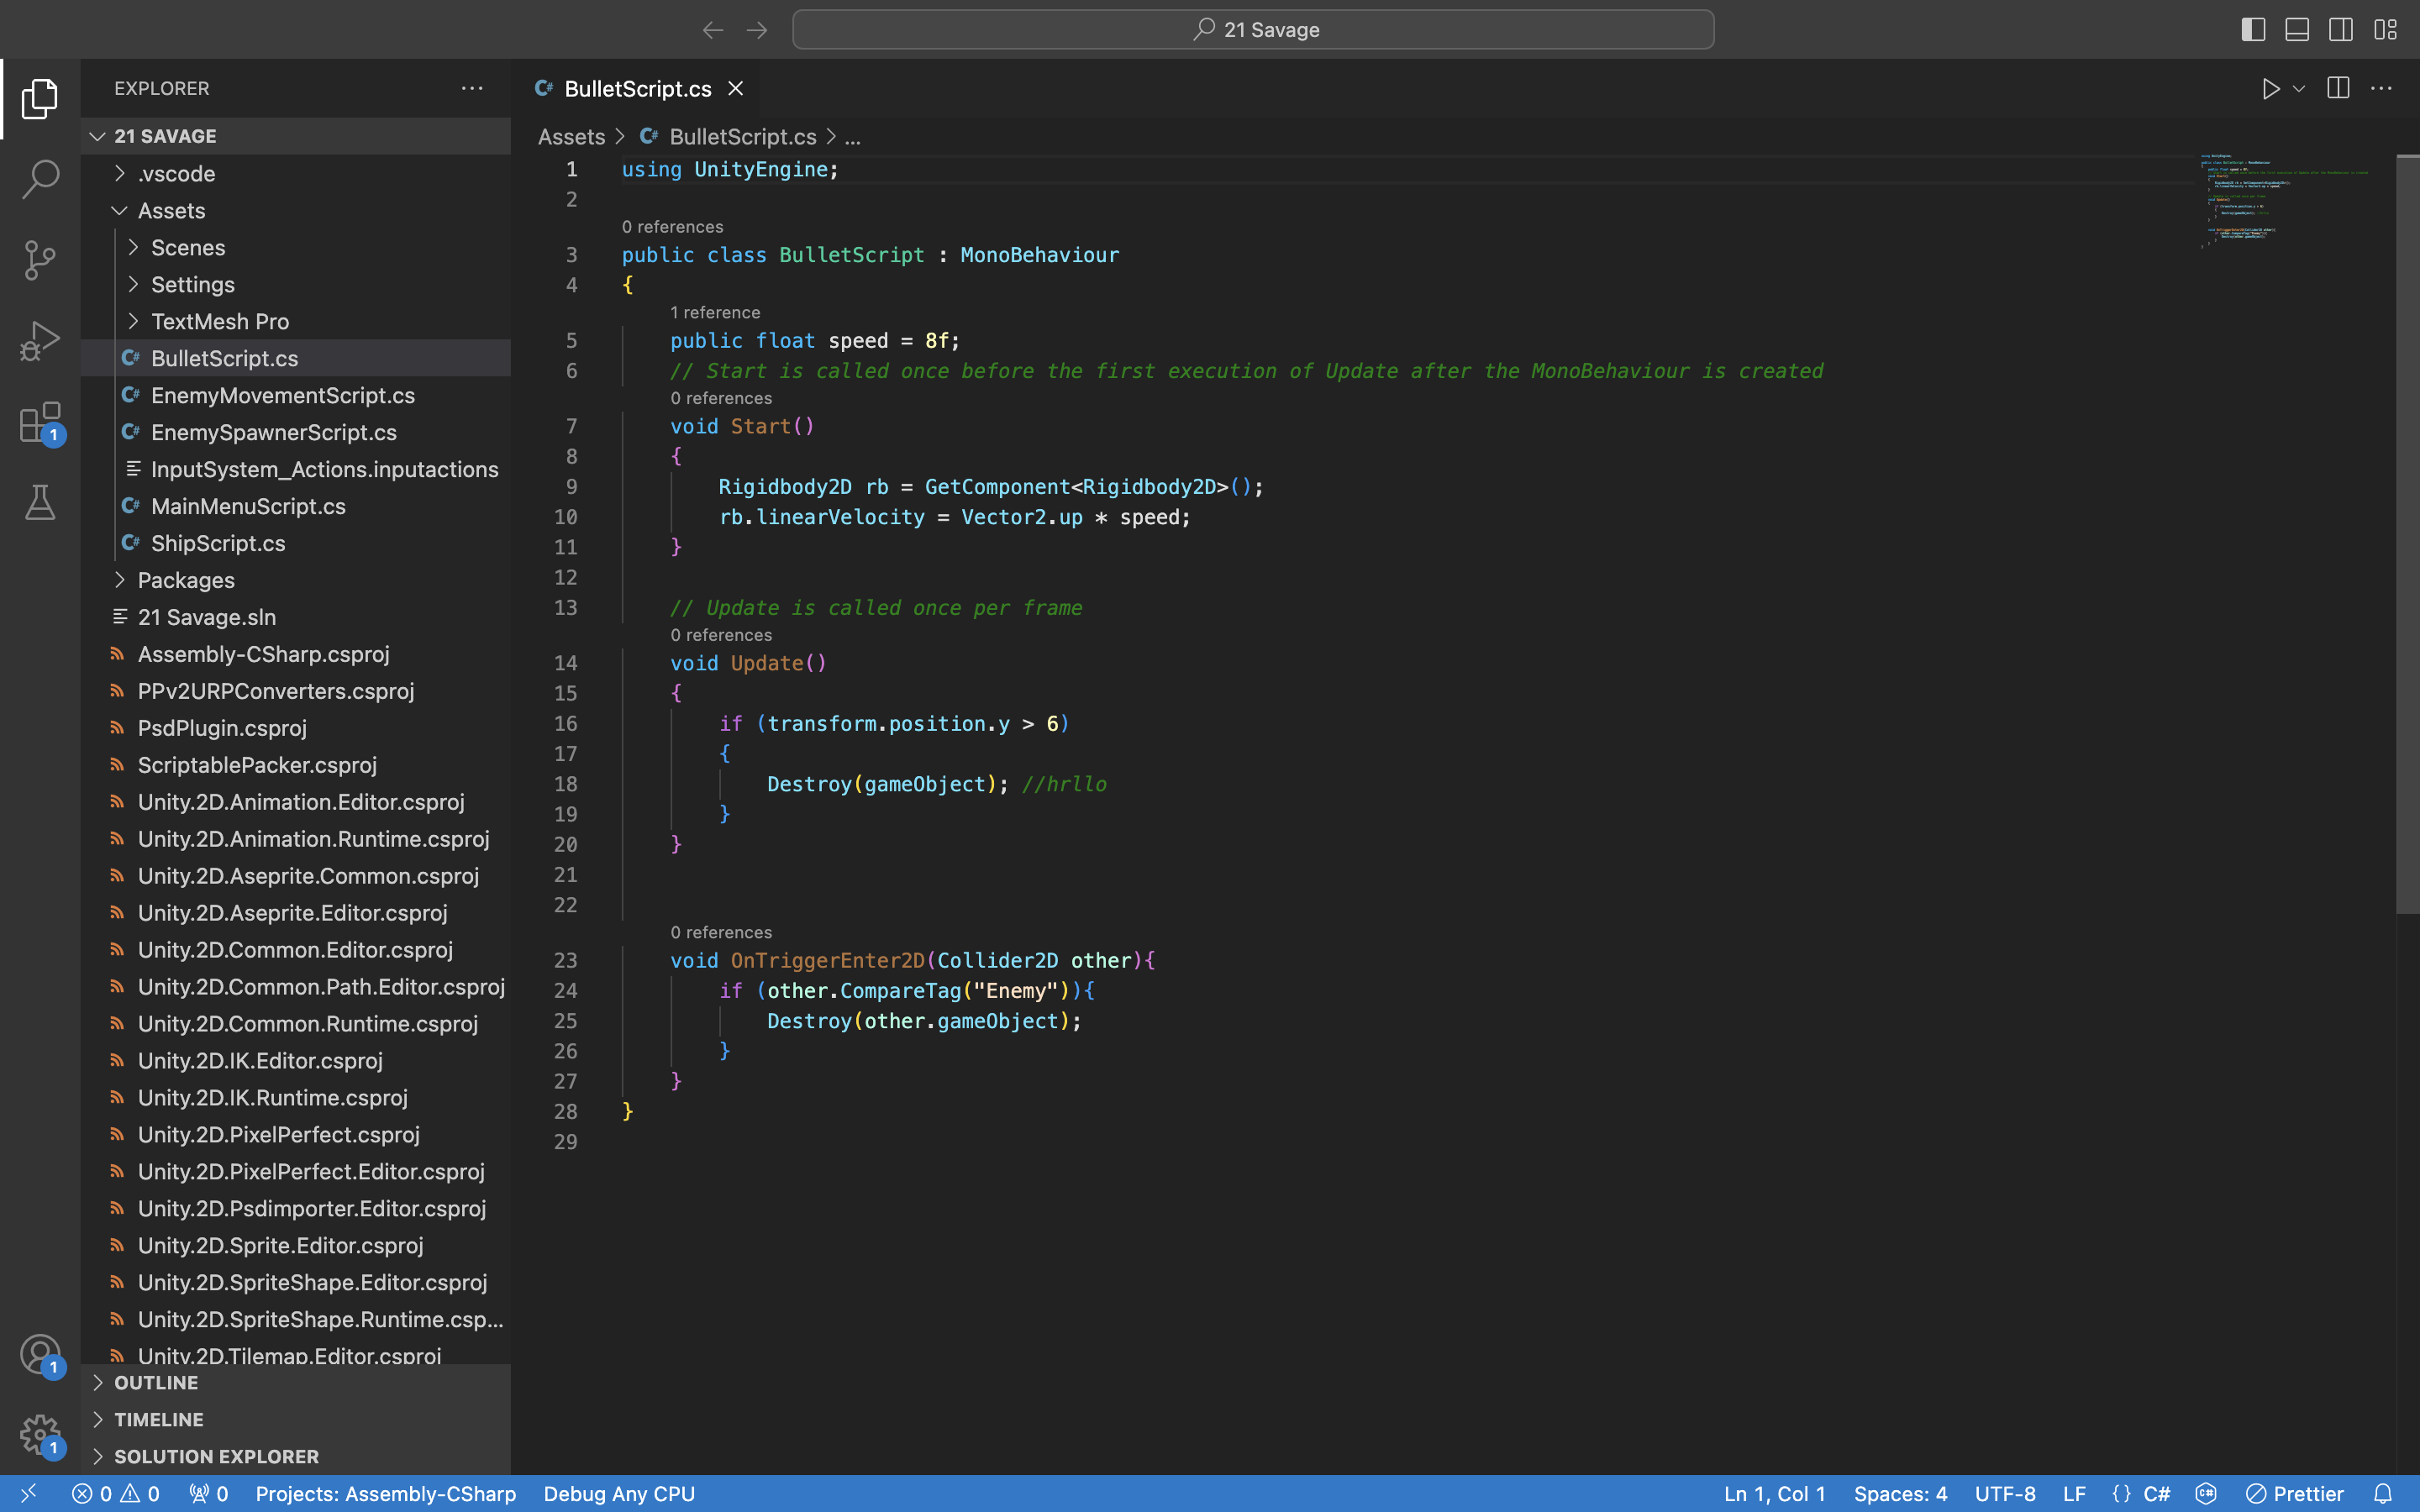 21 Savage
EXPLORER
21 SAVAGE
.vscode
Assets
Scenes
Settings
TextMesh Pro
BulletScript.cs
EnemyMovementScript.cs
EnemySpawnerScript.cs
InputSystem_Actions.inputactions
MainMenuScript.cs
ShipScript.cs
Packages
21 Savage.sln
Assembly-CSharp.csproj
PPv2URPConverters.csproj
PsdPlugin.csproj
ScriptablePacker.csproj
Unity.2D.Animation.Editor.csproj
Unity.2D.Animation.Runtime.csproj
Unity.2D.Aseprite.Common.csproj
Unity.2D.Aseprite.Editor.csproj
Unity.2D.Common.Editor.csproj
Unity.2D.Common.Path.Editor.csproj
Unity.2D.Common.Runtime.csproj
Unity.2D.IK.Editor.csproj
Unity.2D.IK.Runtime.csproj
Unity.2D.PixelPerfect.csproj
Unity.2D.PixelPerfect.Editor.csproj
Unity.2D.Psdimporter.Editor.csproj
Unity.2D.Sprite.Editor.csproj
Unity.2D.SpriteShape.Editor.csproj
Unity.2D.SpriteShape.Runtime.csp...
Unity.2D.Tilemap.Editor.csproj
OUTLINE
TIMELINE
SOLUTION EXPLORER
1
1
1
C# BulletScript.cs
Assets > C# BulletScript.cs > ...
1 using UnityEngine;
2
0 references
3 public class BulletScript : MonoBehaviour
4 {
1 reference
5 public float speed = 8f;
6 // Start is called once before the first execution of Update after the MonoBehaviour is created
0 references
7 void Start()
8 {
9 Rigidbody2D rb = GetComponent<Rigidbody2D>();
10 rb.linearVelocity = Vector2.up * speed;
11 }
12
13 // Update is called once per frame
0 references
14 void Update()
15 {
16 if (transform.position.y > 6)
17 {
18 Destroy(gameObject); //hrllo
19 }
20 }
21
22
0 references
23 void OnTriggerEnter2D(Collider2D other){
24 if (other.CompareTag("Enemy")){
25 Destroy(other.gameObject);
26 }
27 }
28 }
29
0 0 0 Projects: Assembly-CSharp Debug Any CPU Ln 1, Col 1 Spaces: 4 UTF-8 LF {} C# Prettier